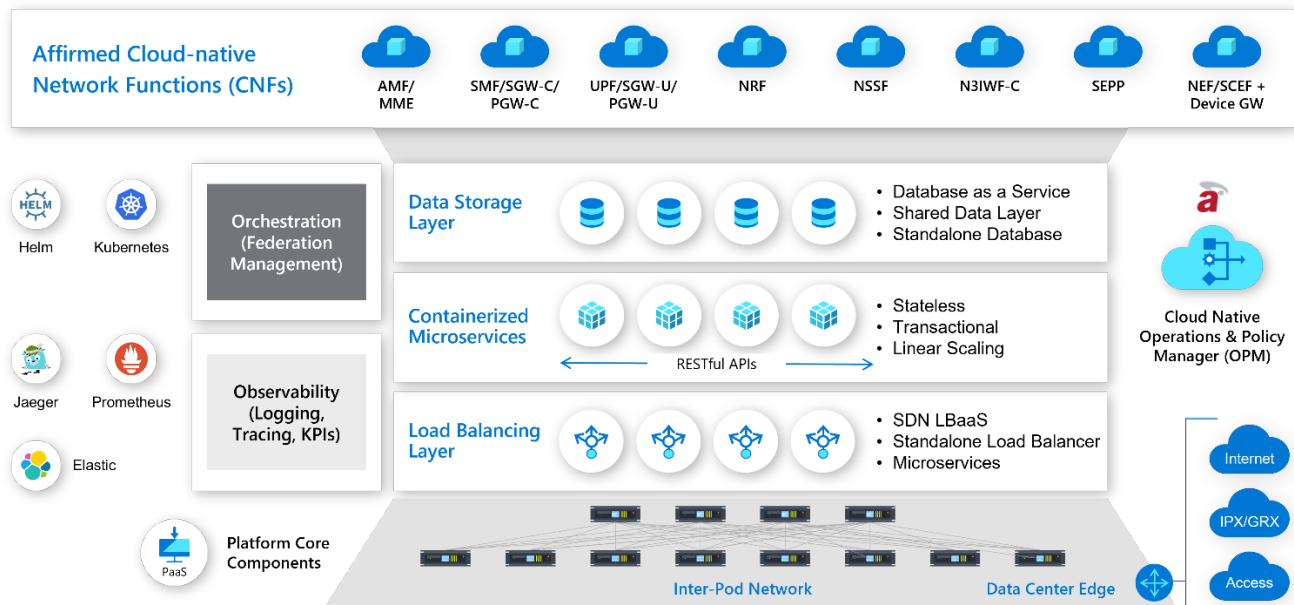 Affirmed Cloud-native
Network Functions (CNFs)
AMF/
MME
SMF/SGW-C/
PGW-C
UPF/SGW-U/
PGW-U
NRF
NSSF
N3IWF-C
SEPP
NEF/SCEF +
Device GW
HELM
Helm
Kubernetes
Orchestration
(Federation
Management)
Data Storage
Layer
• Database as a Service
• Shared Data Layer
• Standalone Database
a
Cloud Native
Operations & Policy
Manager (OPM)
Containerized
Microservices
RESTful APIs
• Stateless
• Transactional
• Linear Scaling
Jaeger
Prometheus
Elastic
Observability
(Logging,
Tracing, KPIs)
Load Balancing
Layer
• SDN LBaaS
• Standalone Load Balancer
• Microservices
Internet
IPX/GRX
Access
PaaS
Platform Core
Components
Inter-Pod Network
Data Center Edge